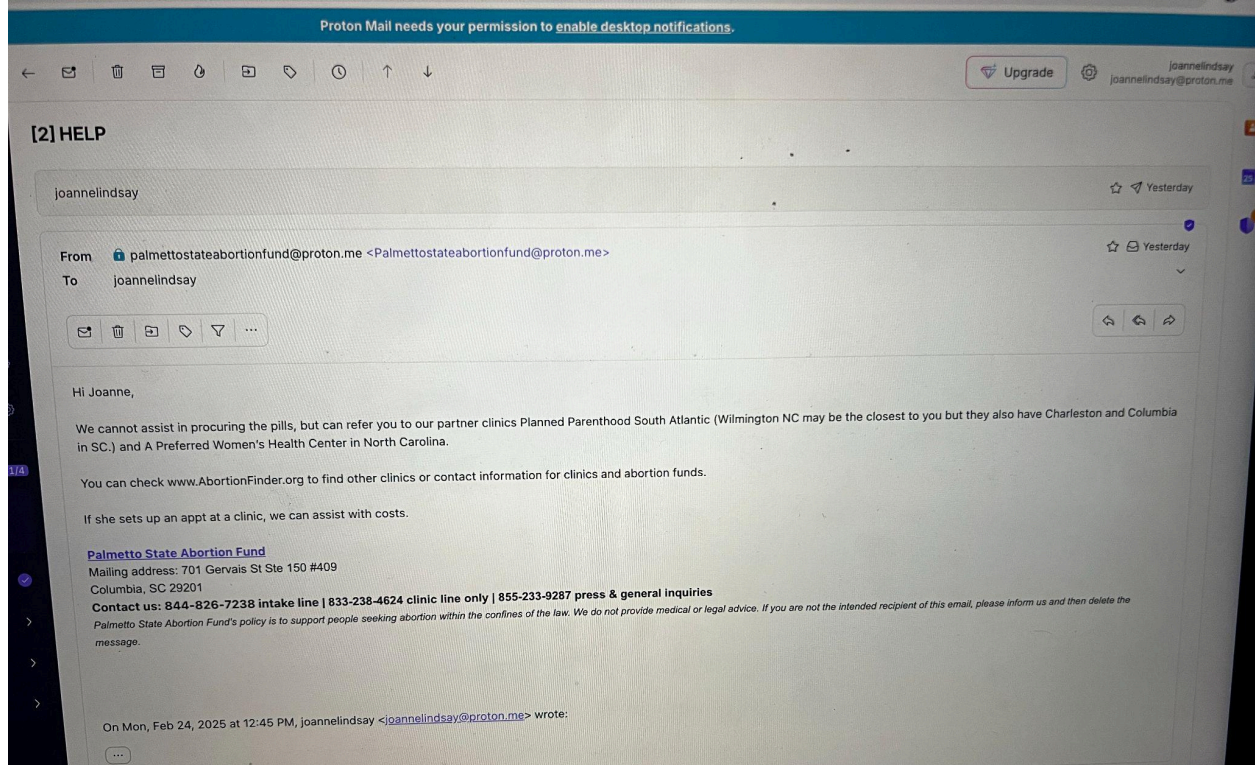 Proton Mail needs your permission to enable desktop notifications.
Upgrade
joannelindsay
joannelindsay@proton.me
[2] HELP
joannelindsay
Yesterday
From palmettostateabortionfund@proton.me <Palmettostateabortionfund@proton.me>
Yesterday
To joannelindsay
Hi Joanne,
We cannot assist in procuring the pills, but can refer you to our partner clinics Planned Parenthood South Atlantic (Wilmington NC may be the closest to you but they also have Charleston and Columbia
in SC.) and A Preferred Women's Health Center in North Carolina.
1/4
You can check www.AbortionFinder.org to find other clinics or contact information for clinics and abortion funds.
If she sets up an appt at a clinic, we can assist with costs.
Palmetto State Abortion Fund
Mailing address: 701 Gervais St Ste 150 #409
Columbia, SC 29201
Contact us: 844-826-7238 intake line | 833-238-4624 clinic line only | 855-233-9287 press & general inquiries
Palmetto State Abortion Fund's policy is to support people seeking abortion within the confines of the law. We do not provide medical or legal advice. If you are not the intended recipient of this email, please inform us and then delete the
message.
On Mon, Feb 24, 2025 at 12:45 PM, joannelindsay <joannelindsay@proton.me> wrote: